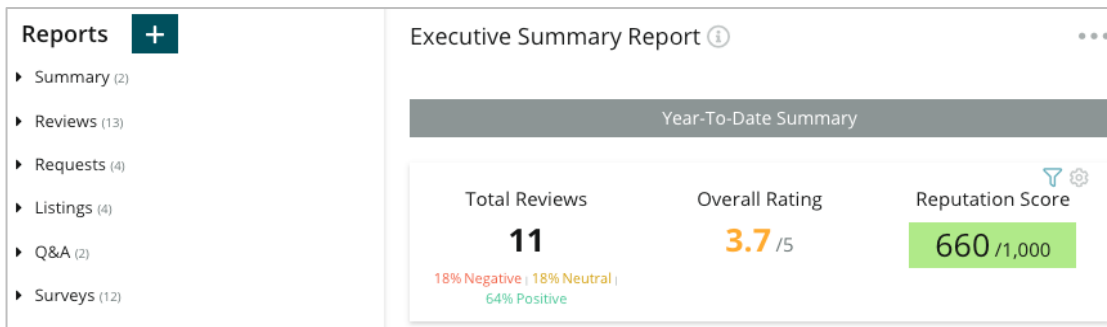 Reports +
Summary (2)
Reviews (13)
Requests (4)
Listings (4)
Q&A (2)
Surveys (12)
Executive Summary Report
Year-To-Date Summary
Total Reviews
11
18% Negative | 18% Neutral |
64% Positive
Overall Rating
3.7 /5
Reputation Score
660 /1,000